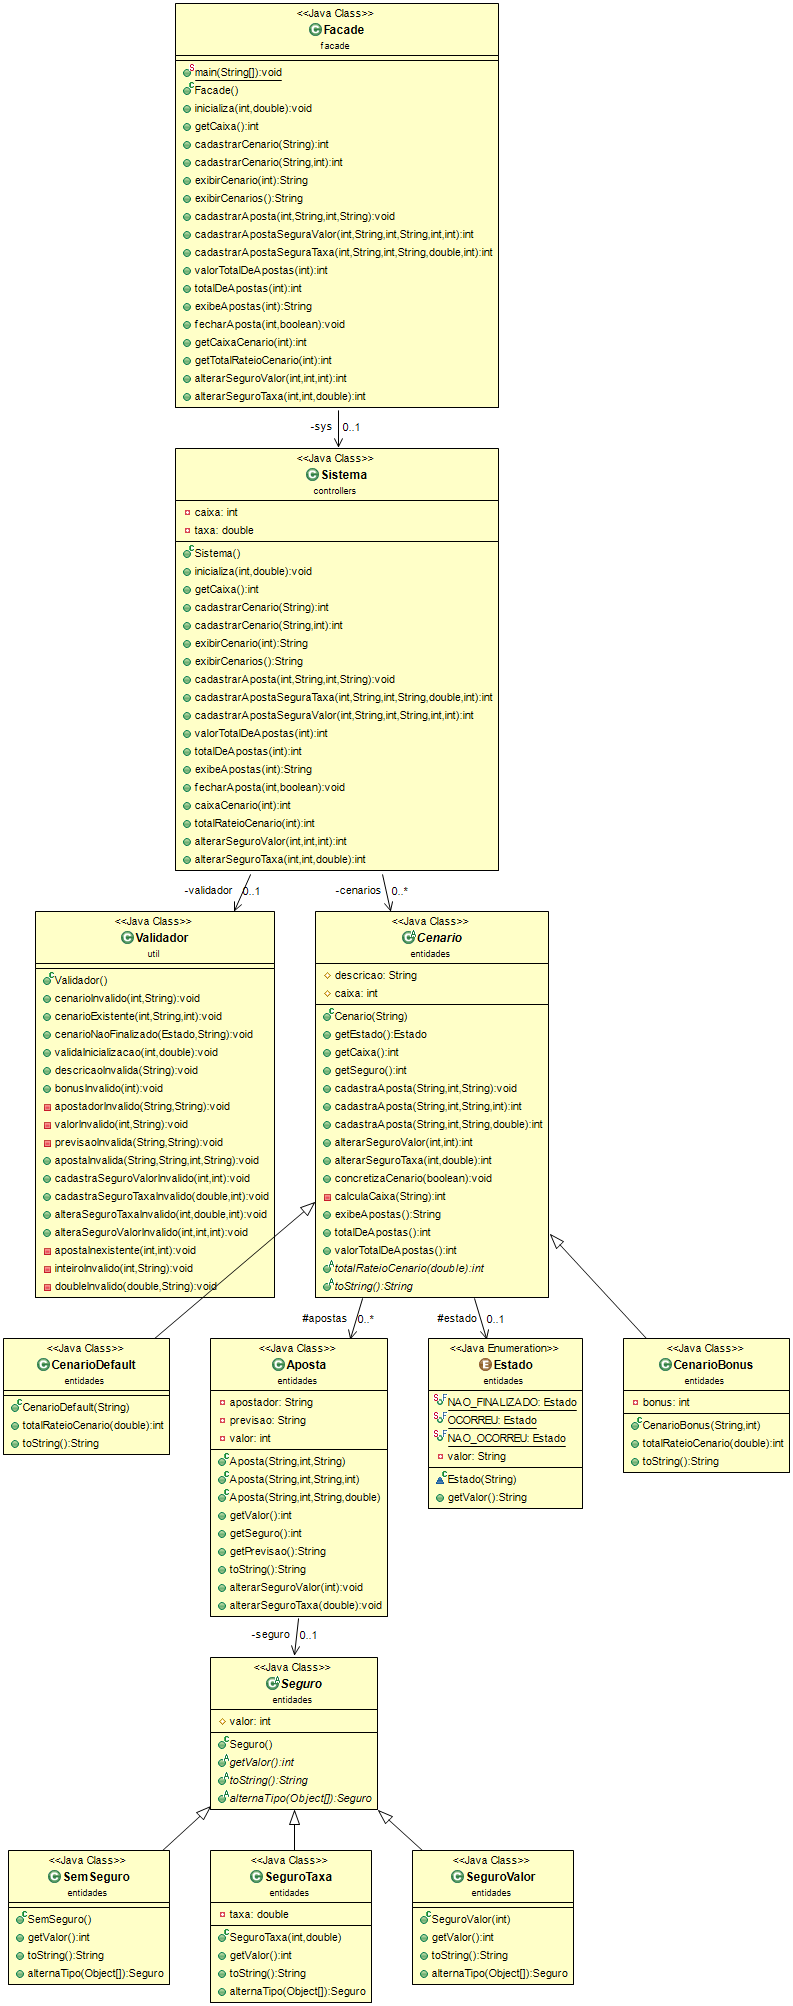 <<Java Class>>
Facade
facade
main(String[]):void
Facade()
inicializa(int,double):void
getCaixa():int
cadastrarCenario(String):int
cadastrarCenario(String,int):int
exibirCenario(int):String
exibirCenarios():String
cadastrarAposta(int,String,int,String):void
cadastrarApostaSeguraValor(int,String,int,String,int,int):int
cadastrarApostaSeguraTaxa(int,String,int,String,double,int):int
valorTotalDeApostas(int):int
totalDeApostas(int):int
exibeApostas(int):String
fecharAposta(int,boolean):void
getCaixaCenario(int):int
getTotalRateioCenario(int):int
alterarSeguroValor(int,int,int):int
alterarSeguroTaxa(int,int,double):int
-sys 0..1
<<Java Class>>
Sistema
controllers
caixa: int
taxa: double
Sistema()
inicializa(int,double):void
getCaixa():int
cadastrarCenario(String):int
cadastrarCenario(String,int):int
exibirCenario(int):String
exibirCenarios():String
cadastrarAposta(int,String,int,String):void
cadastrarApostaSeguraTaxa(int,String,int,String,double,int):int
cadastrarApostaSeguraValor(int,String,int,String,int,int):int
valorTotalDeApostas(int):int
totalDeApostas(int):int
exibeApostas(int):String
fecharAposta(int,boolean):void
caixaCenario(int):int
totalRateioCenario(int):int
alterarSeguroValor(int,int,int):int
alterarSeguroTaxa(int,int,double):int
-validador 0..1
-cenarios 0..*
<<Java Class>>
Validador
util
Validador()
cenarioInvalido(int,String):void
cenarioExistente(int,String,int):void
cenarioNaoFinalizado(Estado,String):void
validaInicializacao(int,double):void
descricaoInvalida(String):void
bonusInvalido(int):void
apostadorInvalido(String,String):void
valorInvalido(int,String):void
previsaoInvalida(String,String):void
apostaInvalida(String,String,int,String):void
cadastraSeguroValorInvalido(int,int):void
cadastraSeguroTaxaInvalido(double,int):void
alteraSeguroTaxaInvalido(int,double,int):void
alteraSeguroValorInvalido(int,int,int):void
apostaInexistente(int,int):void
inteiroInvalido(int,String):void
doubleInvalido(double,String):void
<<Java Class>>
Cenario
entidades
descricao: String
caixa: int
Cenario(String)
getEstado():Estado
getCaixa():int
getSeguro():int
cadastraAposta(String,int,String):void
cadastraAposta(String,int,String,int):int
cadastraAposta(String,int,String,double):int
alterarSeguroValor(int,int):int
alterarSeguroTaxa(int,double):int
concretizaCenario(boolean):void
calculaCaixa(String):int
exibeApostas():String
totalDeApostas():int
valorTotalDeApostas():int
totalRateioCenario(double):int
toString():String
#apostas 0..*
#estado 0..1
<<Java Class>>
CenarioDefault
entidades
CenarioDefault(String)
totalRateioCenario(double):int
toString():String
<<Java Class>>
Aposta
entidades
apostador: String
previsao: String
valor: int
Aposta(String,int,String)
Aposta(String,int,String,int)
Aposta(String,int,String,double)
getValor():int
getSeguro():int
getPrevisao():String
toString():String
alterarSeguroValor(int):void
alterarSeguroTaxa(double):void
<<Java Enumeration>>
Estado
entidades
NAO_FINALIZADO: Estado
OCORREU: Estado
NAO_OCORREU: Estado
valor: String
Estado(String)
getValor():String
<<Java Class>>
CenarioBonus
entidades
bonus: int
CenarioBonus(String,int)
totalRateioCenario(double):int
toString():String
-seguro 0..1
<<Java Class>>
Seguro
entidades
valor: int
Seguro()
getValor():int
toString():String
alternaTipo(Object[]):Seguro
<<Java Class>>
SemSeguro
entidades
SemSeguro()
getValor():int
toString():String
alternaTipo(Object[]):Seguro
<<Java Class>>
SeguroTaxa
entidades
taxa: double
SeguroTaxa(int,double)
getValor():int
toString():String
alternaTipo(Object[]):Seguro
<<Java Class>>
SeguroValor
entidades
SeguroValor(int)
getValor():int
toString():String
alternaTipo(Object[]):Seguro